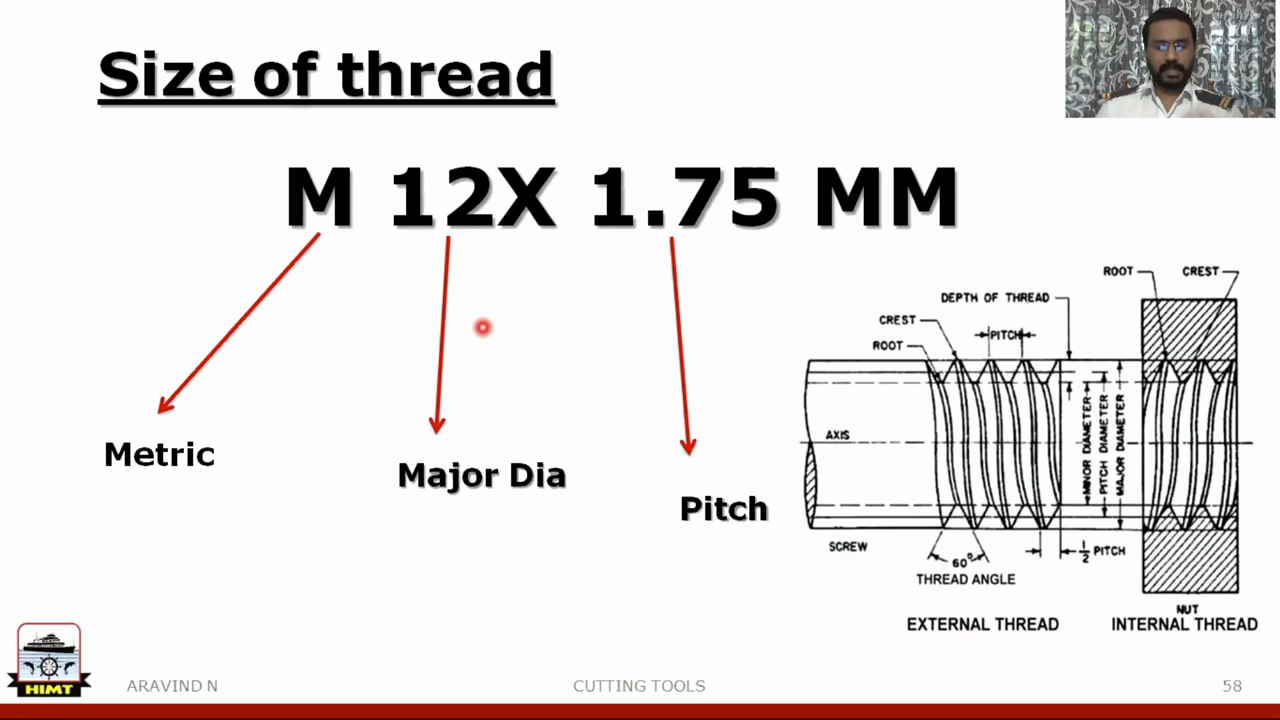 Size of thread
M 12X 1.75 MM
Metric
Major Dia
Pitch
ROOT
CREST
DEPTH OF THREAD
CREST
PITCH
ROOT
AXIS
MINOR DIAMETER
PITCH DIAMETER
MAJOR DIAMETER
SCREW
60°
1/2 PITCH
THREAD ANGLE
NUT
EXTERNAL THREAD
INTERNAL THREAD
HIMT
ARAVIND N
CUTTING TOOLS
58